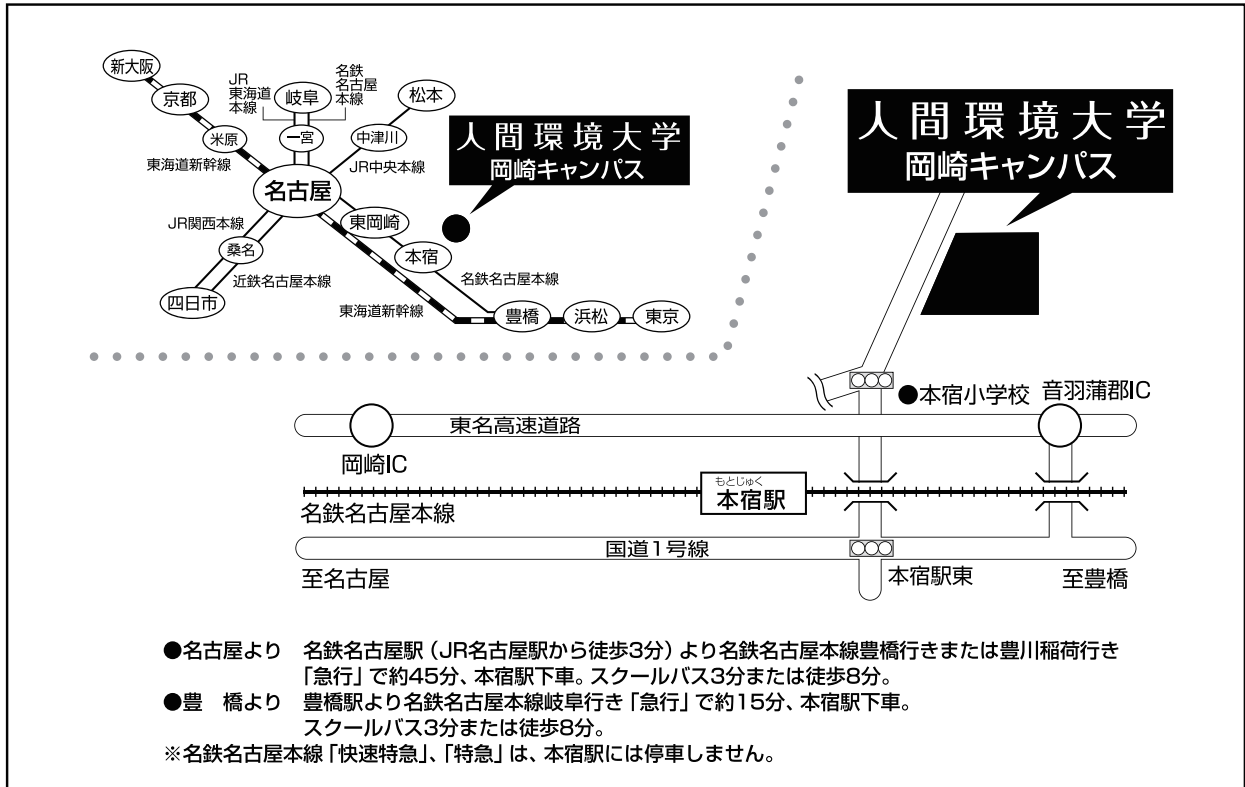 新大阪
京都
米原
東海道新幹線
JR
東海道
本線
岐阜
一宮
名鉄
名古屋
本線
松本
中津川
JR中央本線
名古屋
人間環境大学
岡崎キャンパス
JR関西本線
桑名
近鉄名古屋本線
四日市
東岡崎
本宿
名鉄名古屋本線
東海道新幹線
豊橋
浜松
東京
人間環境大学
岡崎キャンパス
●本宿小学校
音羽蒲郡IC
東名高速道路
岡崎IC
もとじゅく
本宿駅
名鉄名古屋本線
国道1号線
至名古屋
本宿駅東
至豊橋
●名古屋より 名鉄名古屋駅(JR名古屋駅から徒歩3分)より名鉄名古屋本線豊橋行きまたは豊川稲荷行き
「急行」で約45分、本宿駅下車。スクールバス3分または徒歩8分。
●豊 橋より 豊橋駅より名鉄名古屋本線岐阜行き「急行」で約15分、本宿駅下車。
スクールバス3分または徒歩8分。
※名鉄名古屋本線「快速特急」、「特急」は、本宿駅には停車しません。